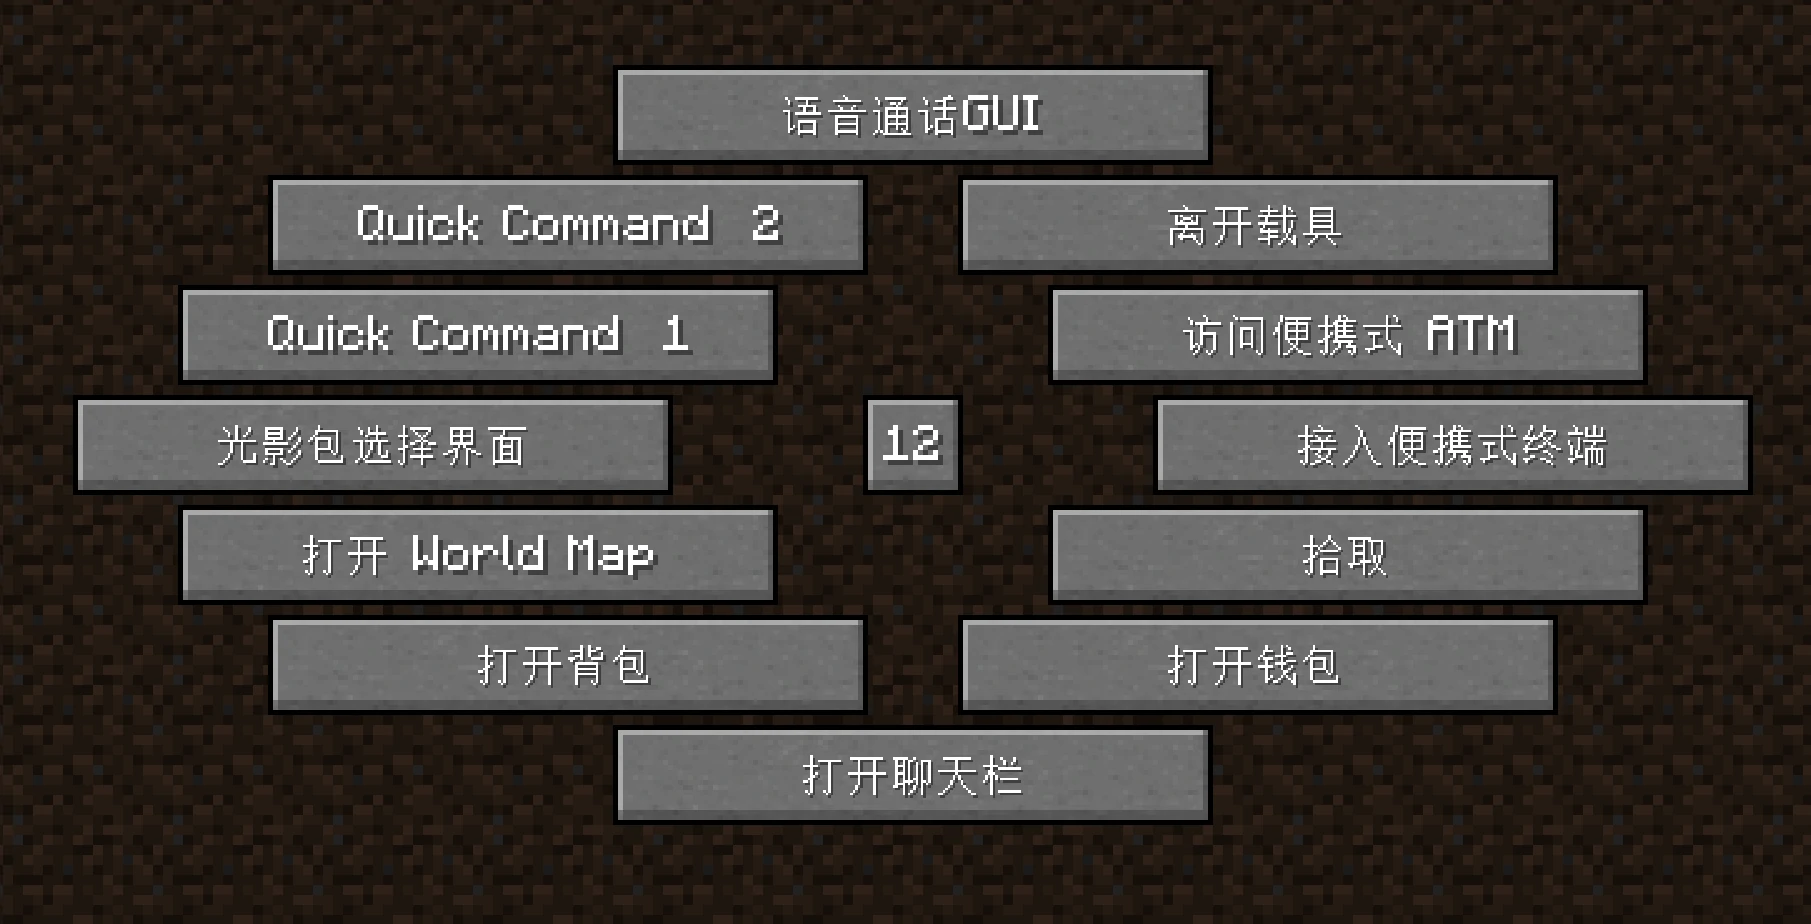 语音通话GUI
Quick Command 2
离开载具
Quick Command 1
访问便携式 ATM
光影包选择界面
12
接入便携式终端
打开 World Map
拾取
打开背包
打开钱包
打开聊天栏